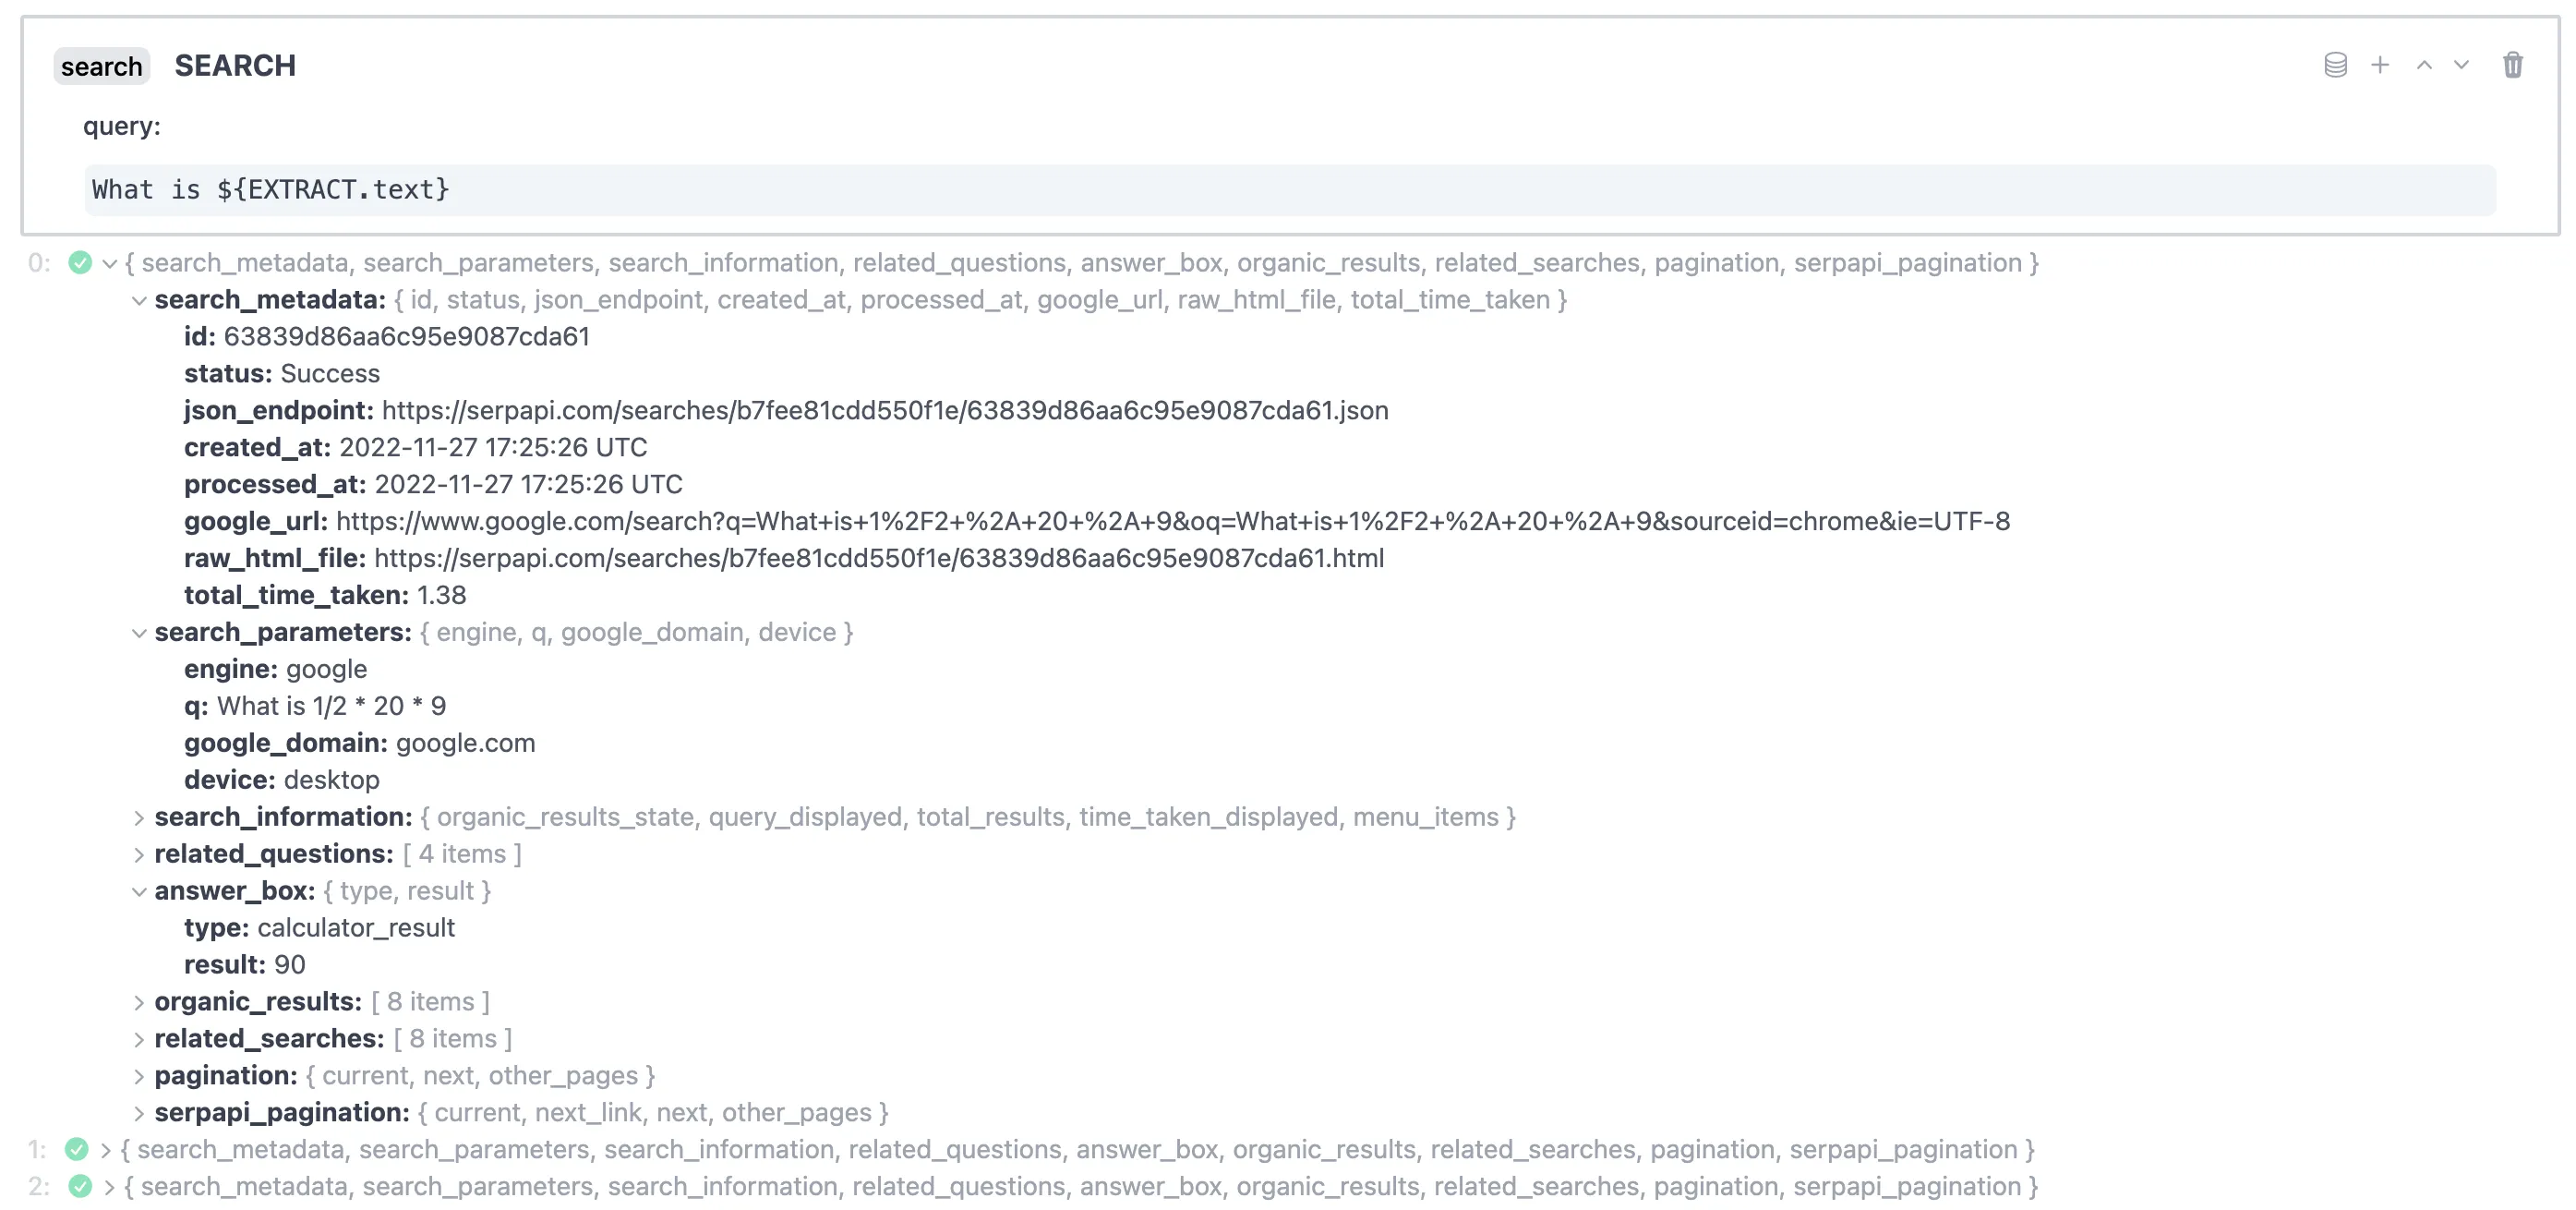 search SEARCH
query:
What is ${EXTRACT.text}
0: { search_metadata, search_parameters, search_information, related_questions, answer_box, organic_results, related_searches, pagination, serpapi_pagination }
search_metadata: { id, status, json_endpoint, created_at, processed_at, google_url, raw_html_file, total_time_taken }
id: 63839d86aa6c95e9087cda61
status: Success
json_endpoint: https://serpapi.com/searches/b7fee81cdd550f1e/63839d86aa6c95e9087cda61.json
created_at: 2022-11-27 17:25:26 UTC
processed_at: 2022-11-27 17:25:26 UTC
google_url: https://www.google.com/search?q=What+is+1%2F2+%2A+20+%2A+9&oq=What+is+1%2F2+%2A+20+%2A+9&sourceid=chrome&ie=UTF-8
raw_html_file: https://serpapi.com/searches/b7fee81cdd550f1e/63839d86aa6c95e9087cda61.html
total_time_taken: 1.38
search_parameters: { engine, q, google_domain, device }
engine: google
q: What is 1/2 * 20 * 9
google_domain: google.com
device: desktop
search_information: { organic_results_state, query_displayed, total_results, time_taken_displayed, menu_items }
related_questions: [ 4 items ]
answer_box: { type, result }
type: calculator_result
result: 90
organic_results: [ 8 items ]
related_searches: [ 8 items ]
pagination: { current, next, other_pages }
serpapi_pagination: { current, next_link, next, other_pages }
1: { search_metadata, search_parameters, search_information, related_questions, answer_box, organic_results, related_searches, pagination, serpapi_pagination }
2: { search_metadata, search_parameters, search_information, related_questions, answer_box, organic_results, related_searches, pagination, serpapi_pagination }